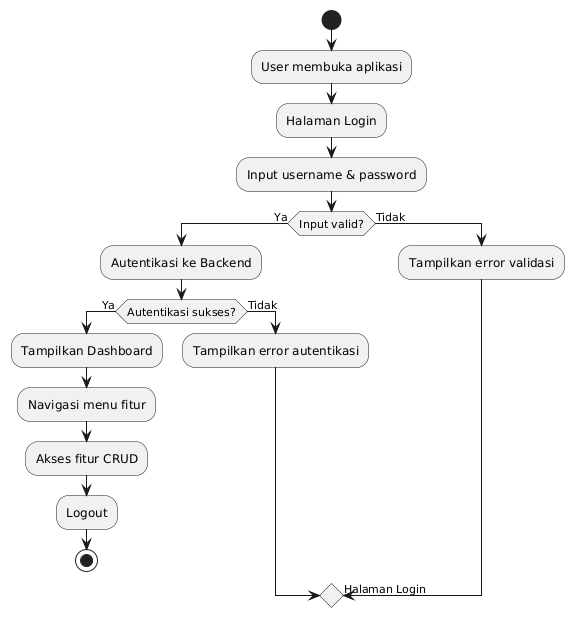 User membuka aplikasi
Halaman Login
Input username & password
Ya
Input valid?
Tidak
Autentikasi ke Backend
Tampilkan error validasi
Ya
Autentikasi sukses?
Tidak
Tampilkan Dashboard
Tampilkan error autentikasi
Navigasi menu fitur
Akses fitur CRUD
Logout
Halaman Login